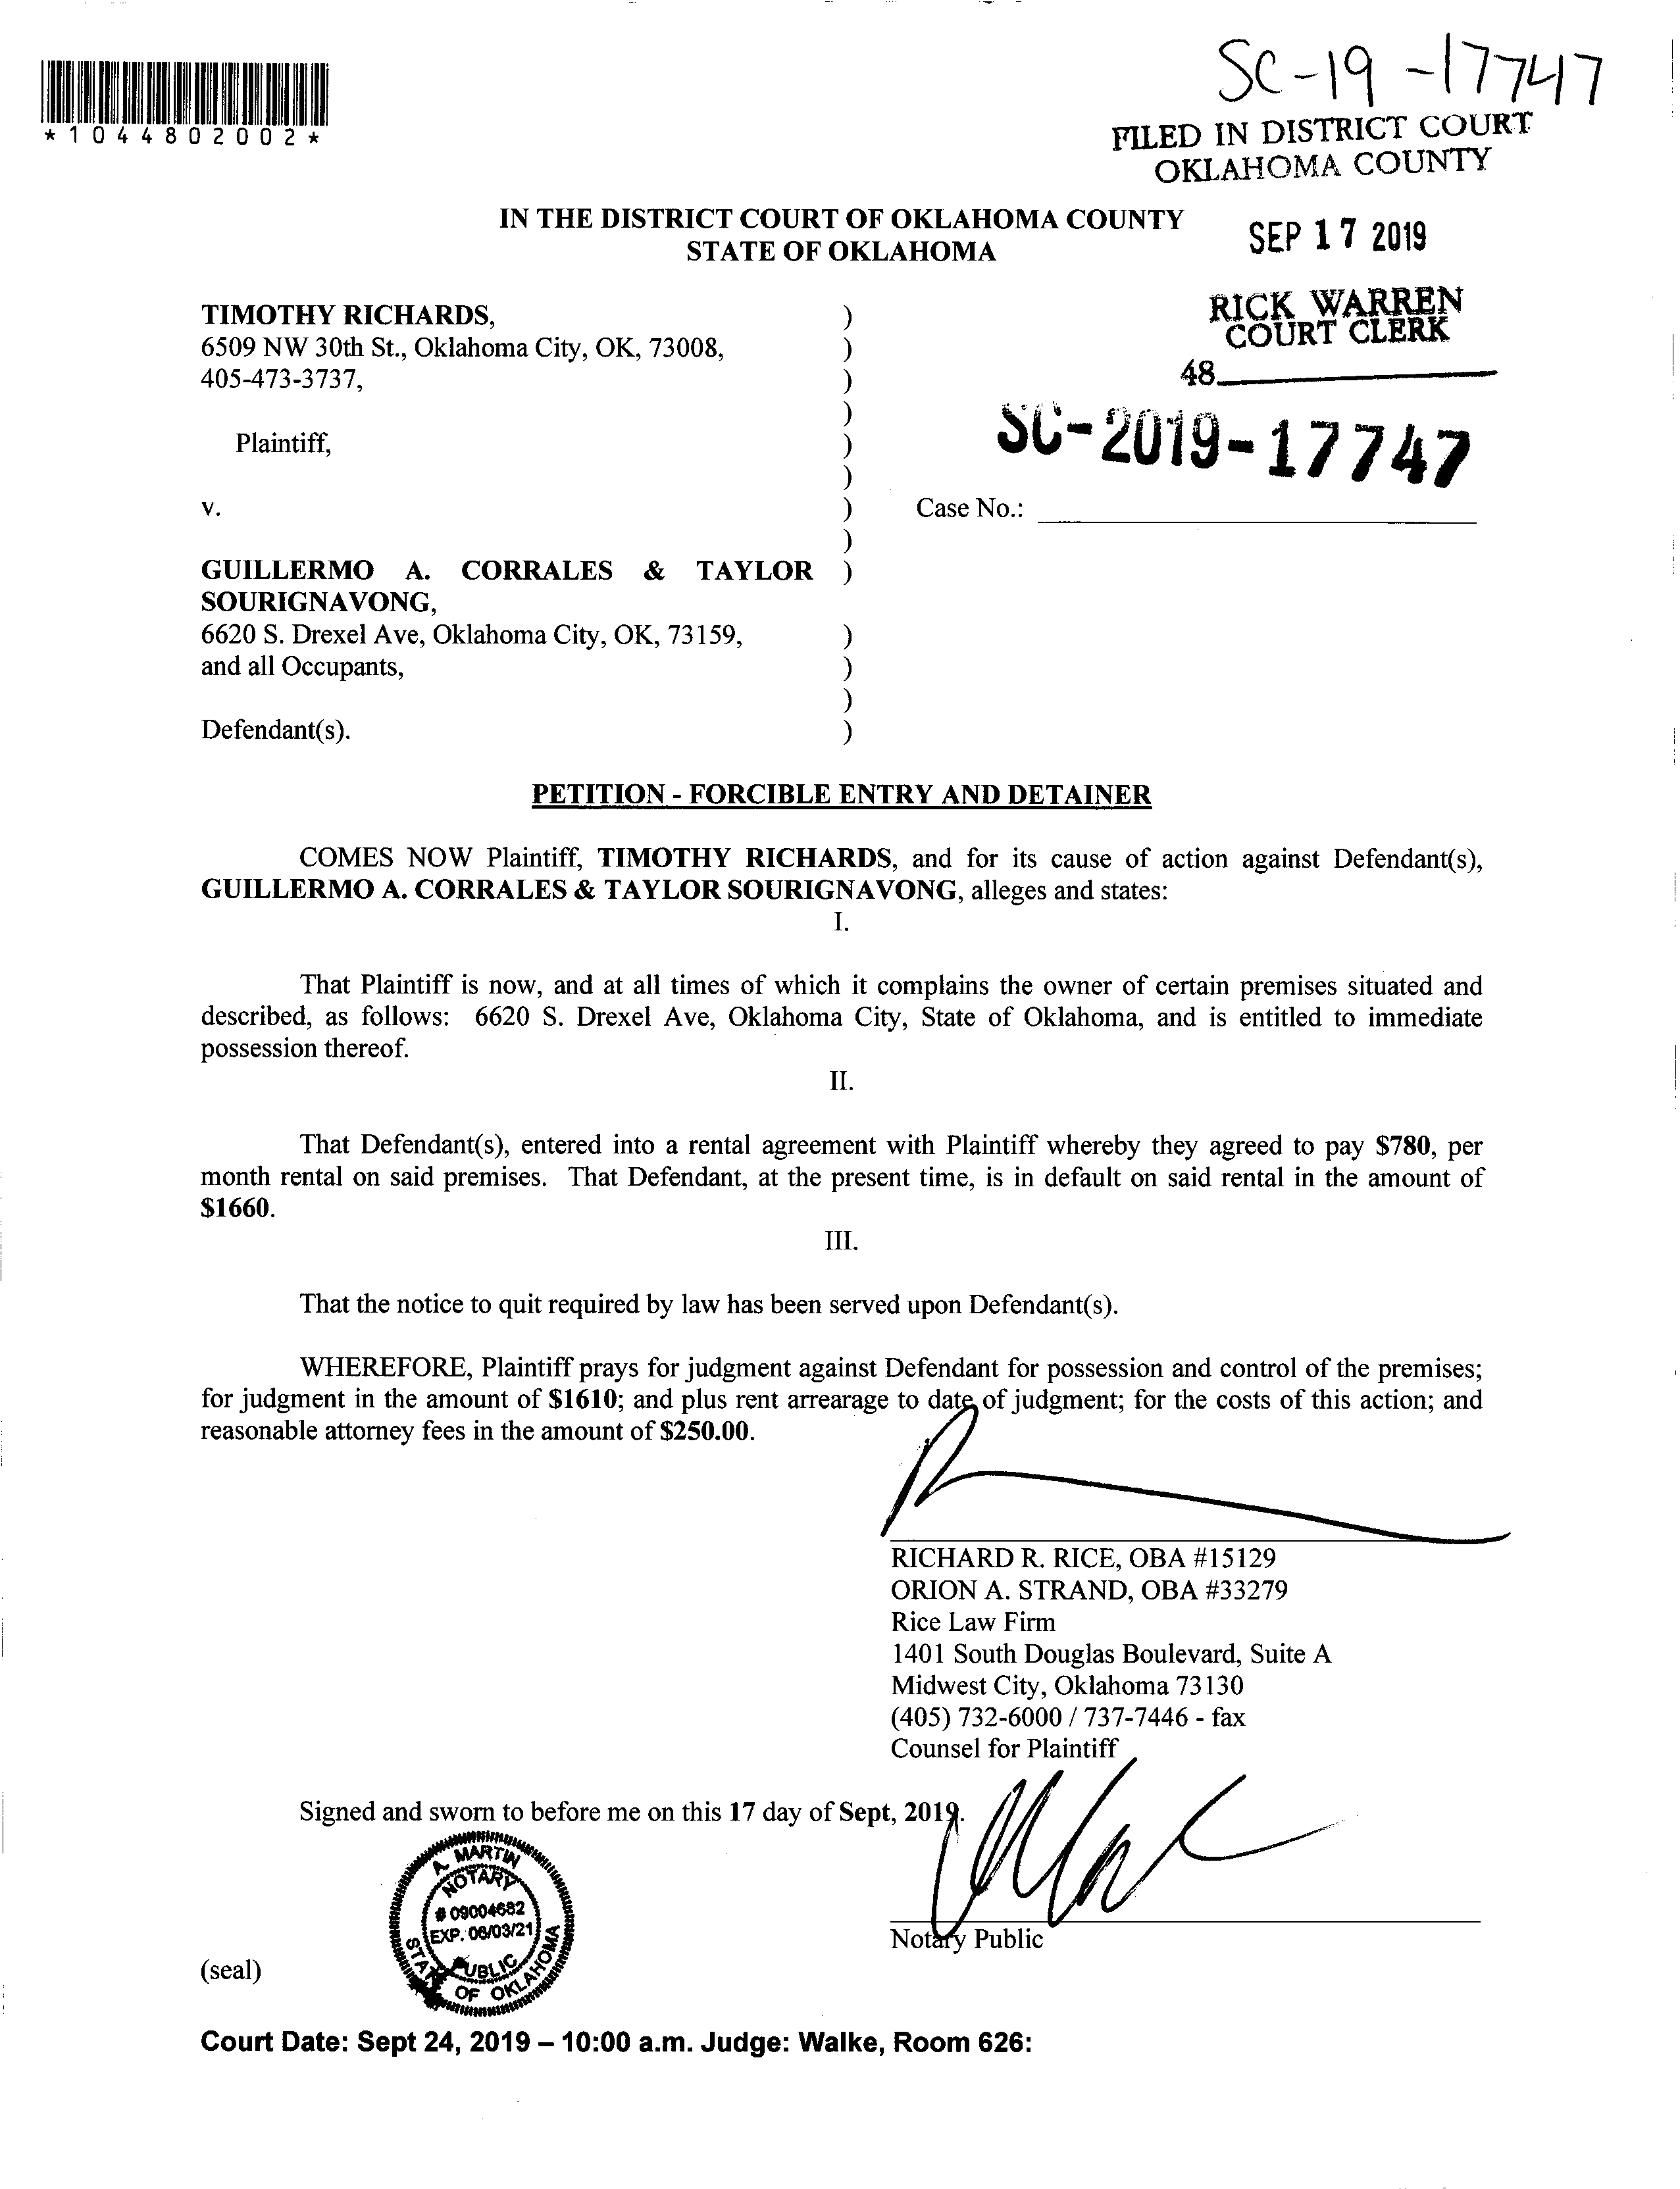 SC-19-17747
*1044802002*
FILED IN DISTRICT COURT
OKLAHOMA COUNTY
IN THE DISTRICT COURT OF OKLAHOMA COUNTY
STATE OF OKLAHOMA
SEP 17 2019
RICK WARREN
COURT CLERK
48
TIMOTHY RICHARDS, )
6509 NW 30th St., Oklahoma City, OK, 73008, )
405-473-3737, )
)
Plaintiff, )
)
SC-2019-17747
v. ) Case No.:
)
GUILLERMO A. CORRALES & TAYLOR )
SOURIGNAVONG,
6620 S. Drexel Ave, Oklahoma City, OK, 73159, )
and all Occupants, )
)
Defendant(s). )
PETITION - FORCIBLE ENTRY AND DETAINER
COMES NOW Plaintiff, TIMOTHY RICHARDS, and for its cause of action against Defendant(s),
GUILLERMO A. CORRALES & TAYLOR SOURIGNAVONG, alleges and states:
I.
That Plaintiff is now, and at all times of which it complains the owner of certain premises situated and
described, as follows: 6620 S. Drexel Ave, Oklahoma City, State of Oklahoma, and is entitled to immediate
possession thereof.
II.
That Defendant(s), entered into a rental agreement with Plaintiff whereby they agreed to pay $780, per
month rental on said premises. That Defendant, at the present time, is in default on said rental in the amount of
$1660.
III.
That the notice to quit required by law has been served upon Defendant(s).
WHEREFORE, Plaintiff prays for judgment against Defendant for possession and control of the premises;
for judgment in the amount of $1610; and plus rent arrearage to date of judgment; for the costs of this action; and
reasonable attorney fees in the amount of $250.00.
RICHARD R. RICE, OBA #15129
ORION A. STRAND, OBA #33279
Rice Law Firm
1401 South Douglas Boulevard, Suite A
Midwest City, Oklahoma 73130
(405) 732-6000 / 737-7446 - fax
Counsel for Plaintiff
Signed and sworn to before me on this 17 day of Sept, 2019.
A. MARTIN
NOTARY
# 09004682
EXP. 06/03/21
PUBLIC
STATE OF OKLAHOMA
Notary Public
(seal)
Court Date: Sept 24, 2019 – 10:00 a.m. Judge: Walke, Room 626: